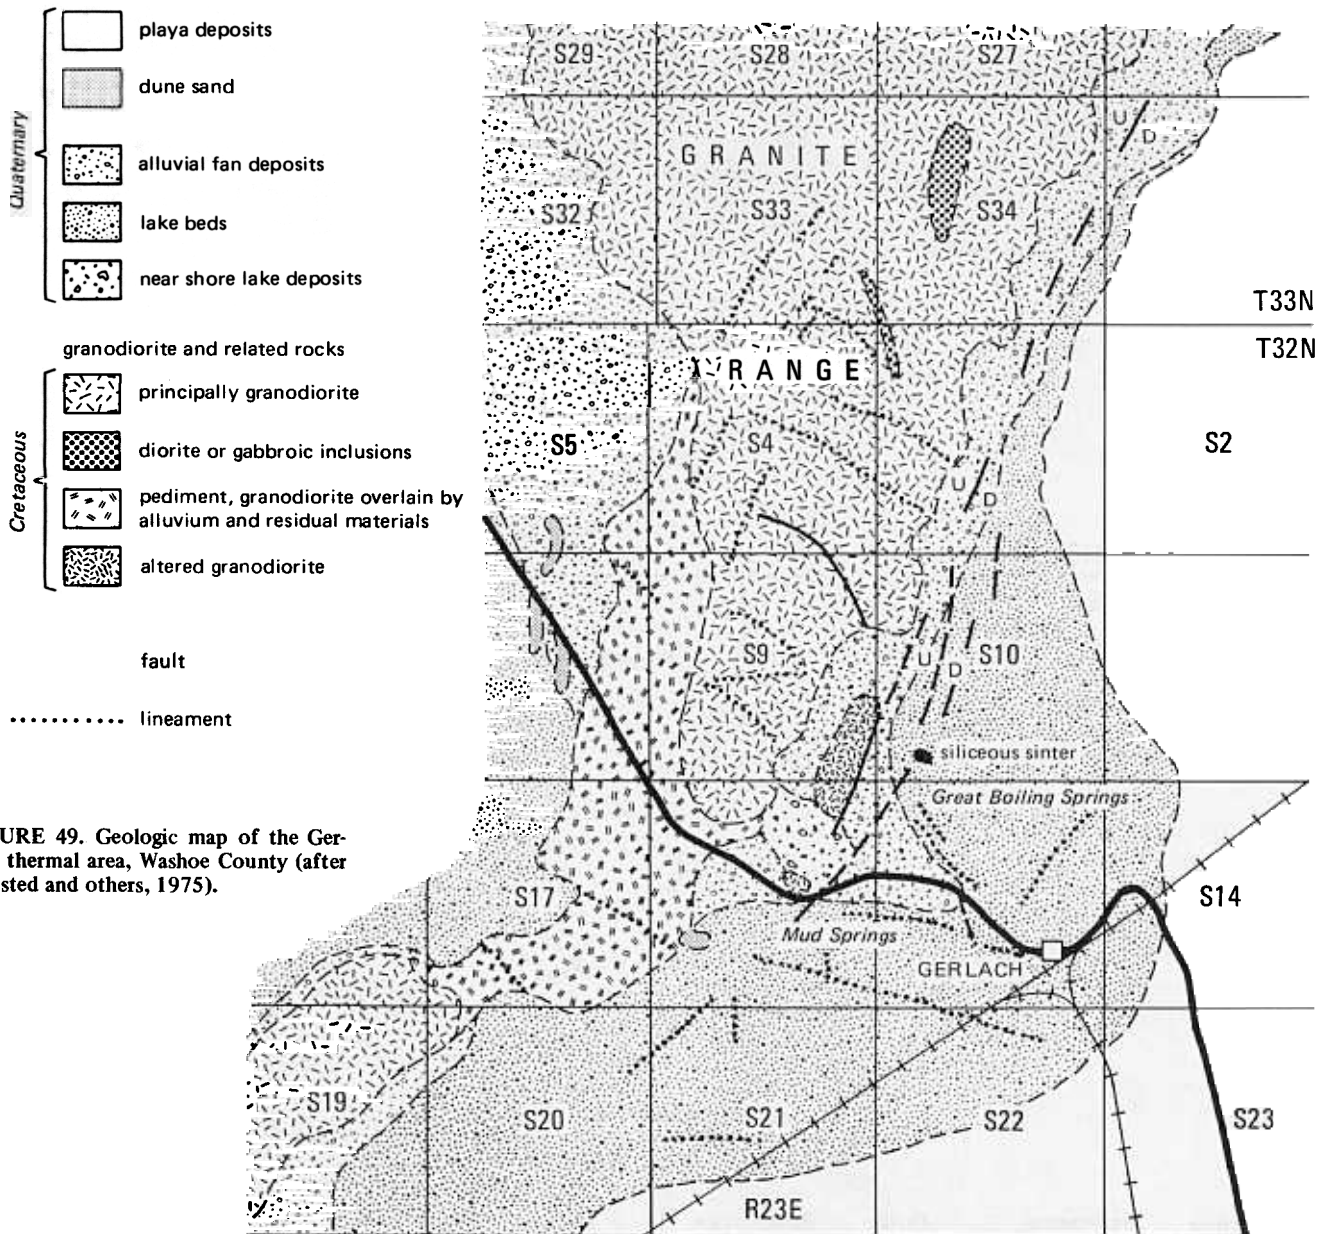 Quaternary
playa deposits
dune sand
alluvial fan deposits
lake beds
near shore lake deposits
granodiorite and related rocks
Cretaceous
principally granodiorite
diorite or gabbroic inclusions
pediment, granodiorite overlain by
alluvium and residual materials
altered granodiorite
fault
lineament
URE 49. Geologic map of the Ger-
thermal area, Washoe County (after
sted and others, 1975).
S29
S28
S27
U
D
GRANITE
S32
S33
S34
T33N
T32N
RANGE
S5
S4
S2
U
D
S9
U
D
S10
siliceous sinter
Great Boiling Springs
S17
S14
Mud Springs
GERLACH
S19
S20
S21
S22
S23
R23E